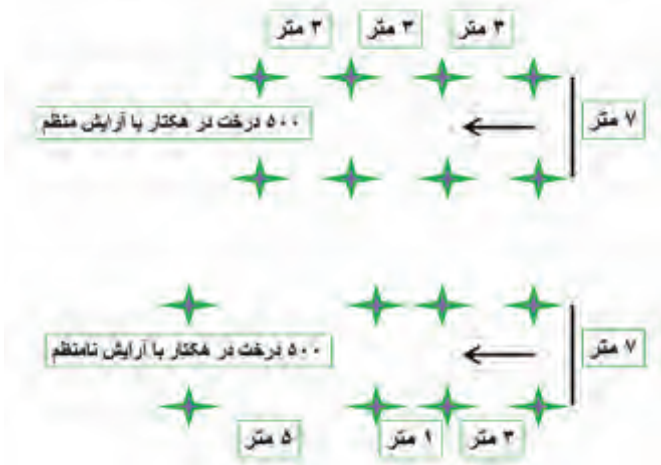 ۳ متر ۳ متر ۳ متر
۷ متر
۵۰۰ درخت در هکتار با آرایش منظم
۷ متر
۵۰۰ درخت در هکتار با آرایش نامنظم
۳ متر ۱ متر ۵ متر